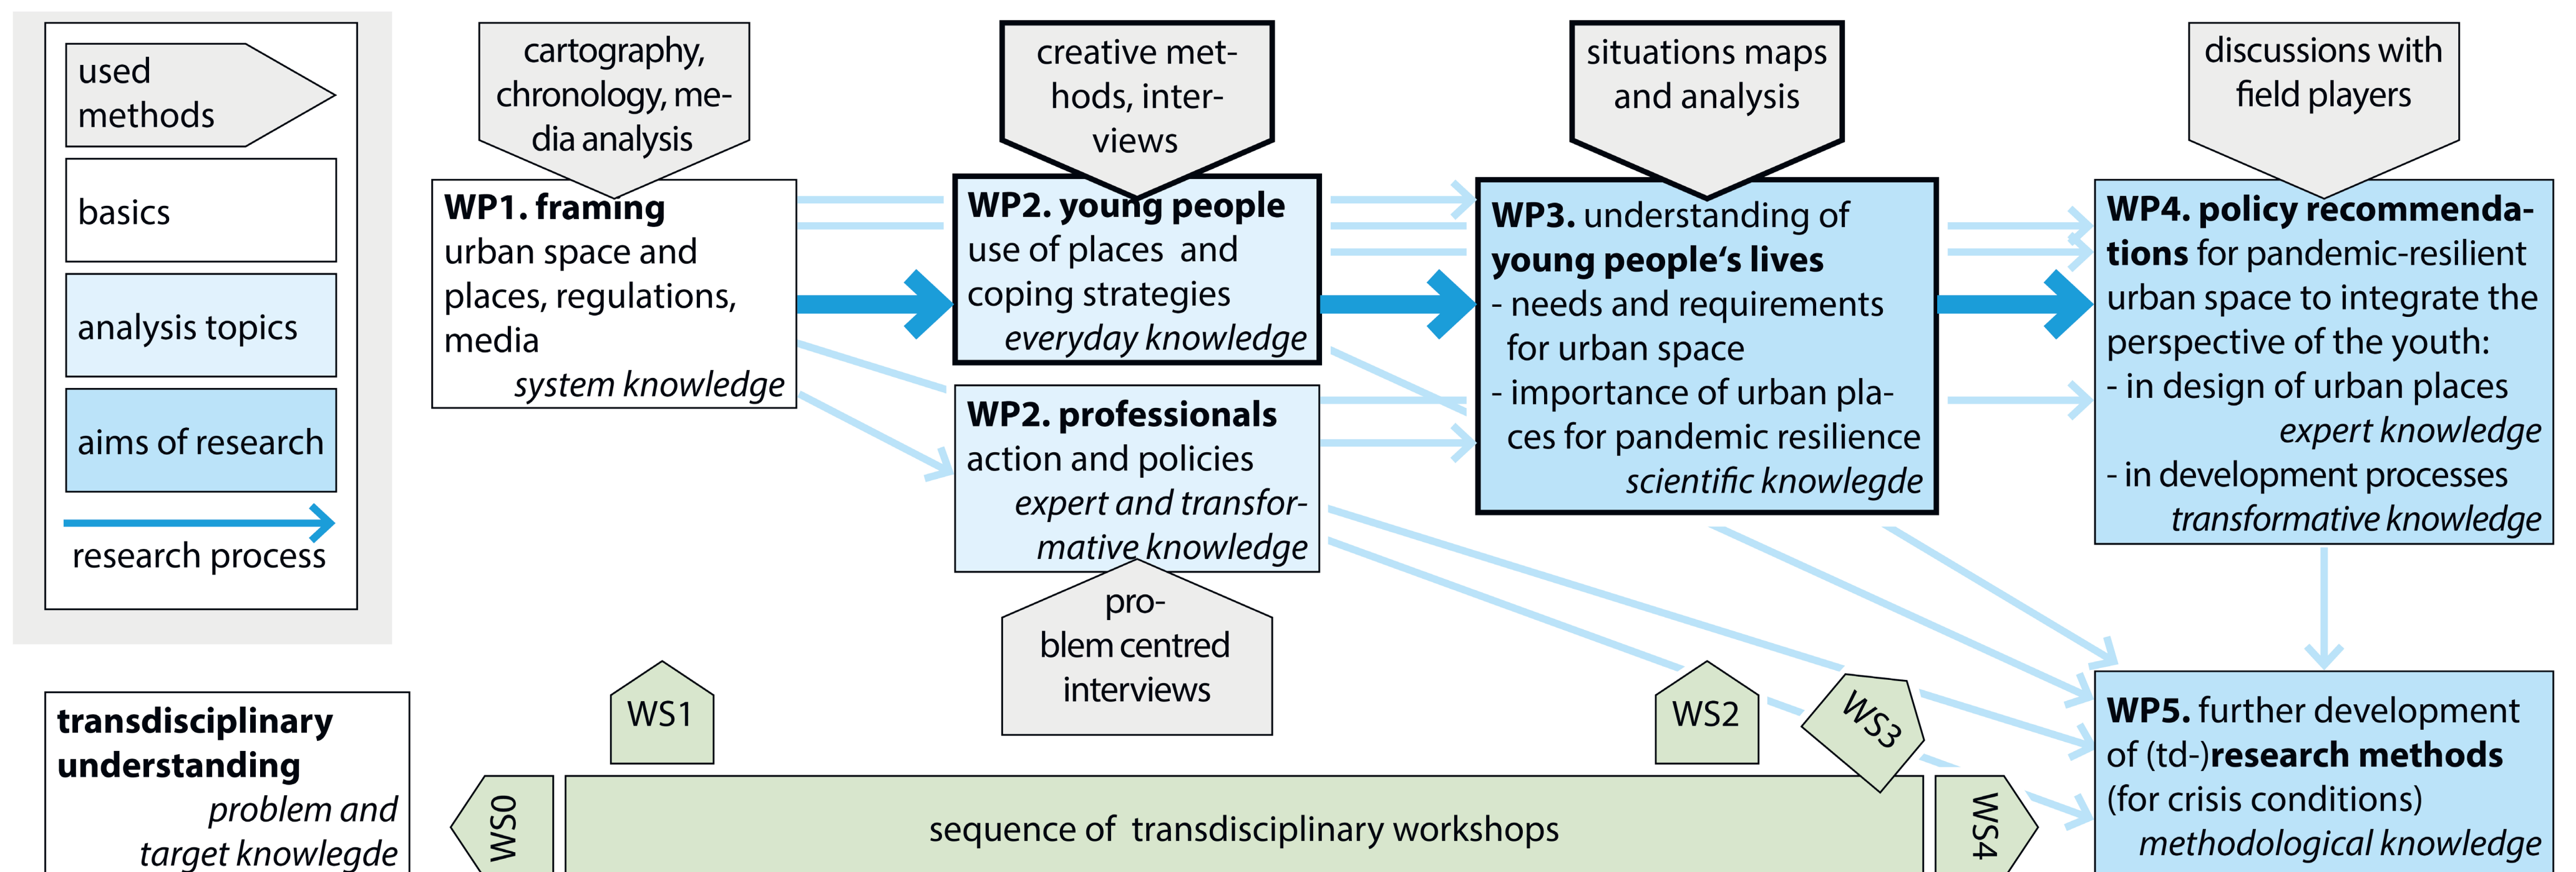 used
methods
basics
analysis topics
aims of research
research process
cartography,
chronology, me-
dia analysis
WP1. framing
urban space and
places, regulations,
media
system knowledge
creative met-
hods, inter-
views
WP2. young people
use of places and
coping strategies
everyday knowledge
WP2. professionals
action and policies
expert and transfor-
mative knowledge
pro-
blem centred
interviews
situations maps
and analysis
WP3. understanding of
young people‘s lives
- needs and requirements
for urban space
- importance of urban pla-
ces for pandemic resilience
scientific knowlegde
discussions with
field players
WP4. policy recommenda-
tions for pandemic-resilient
urban space to integrate the
perspective of the youth:
- in design of urban places
expert knowledge
- in development processes
transformative knowledge
transdisciplinary
understanding
problem and
target knowlegde
WS0
WS1
sequence of transdisciplinary workshops
WS2
WS3
WS4
WP5. further development
of (td-)research methods
(for crisis conditions)
methodological knowledge